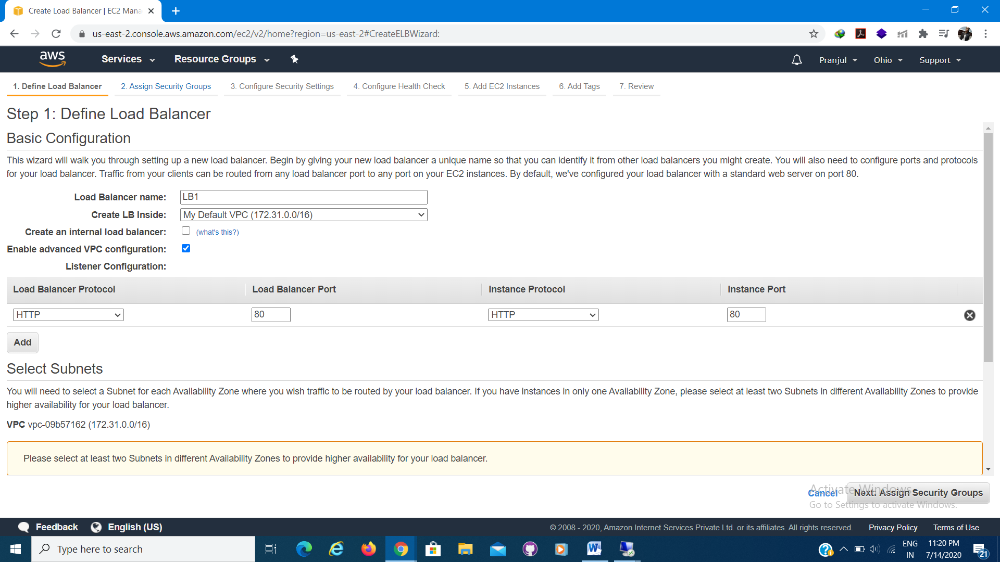 Create Load Balancer | EC2 Mana
us-east-2.console.aws.amazon.com/ec2/v2/home?region=us-east-2#CreateELBWizard:
aws Services Resource Groups Pranjul Ohio Support
1. Define Load Balancer 2. Assign Security Groups 3. Configure Security Settings 4. Configure Health Check 5. Add EC2 Instances 6. Add Tags 7. Review
Step 1: Define Load Balancer
Basic Configuration
This wizard will walk you through setting up a new load balancer. Begin by giving your new load balancer a unique name so that you can identify it from other load balancers you might create. You will also need to configure ports and protocols
for your load balancer. Traffic from your clients can be routed from any load balancer port to any port on your EC2 instances. By default, we've configured your load balancer with a standard web server on port 80.
Load Balancer name: LB1
Create LB Inside: My Default VPC (172.31.0.0/16)
Create an internal load balancer: (what's this?)
Enable advanced VPC configuration:
Listener Configuration:
Load Balancer Protocol Load Balancer Port Instance Protocol Instance Port
HTTP 80 HTTP 80
Add
Select Subnets
You will need to select a Subnet for each Availability Zone where you wish traffic to be routed by your load balancer. If you have instances in only one Availability Zone, please select at least two Subnets in different Availability Zones to provide
higher availability for your load balancer.
VPC vpc-09b57162 (172.31.0.0/16)
Please select at least two Subnets in different Availability Zones to provide higher availability for your load balancer.
Activate Windows
Cancel Next: Assign Security Groups
Go to Settings to activate Windows.
Feedback English (US) © 2008 - 2020, Amazon Internet Services Private Ltd. or its affiliates. All rights reserved. Privacy Policy Terms of Use
Type here to search
ENG 11:20 PM
IN 7/14/2020 21